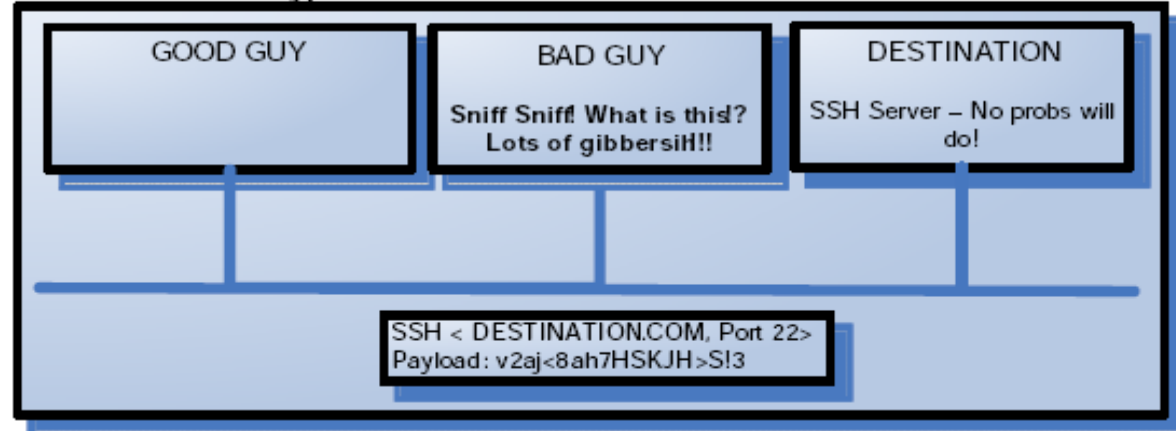 GOOD GUY
BAD GUY
Sniff Sniff! What is this!?
Lots of gibbersiH!!!
DESTINATION
SSH Server – No probs will
do!
SSH < DESTINATION.COM, Port 22>
Payload: v2aj<8ah7HSKJH>S!3